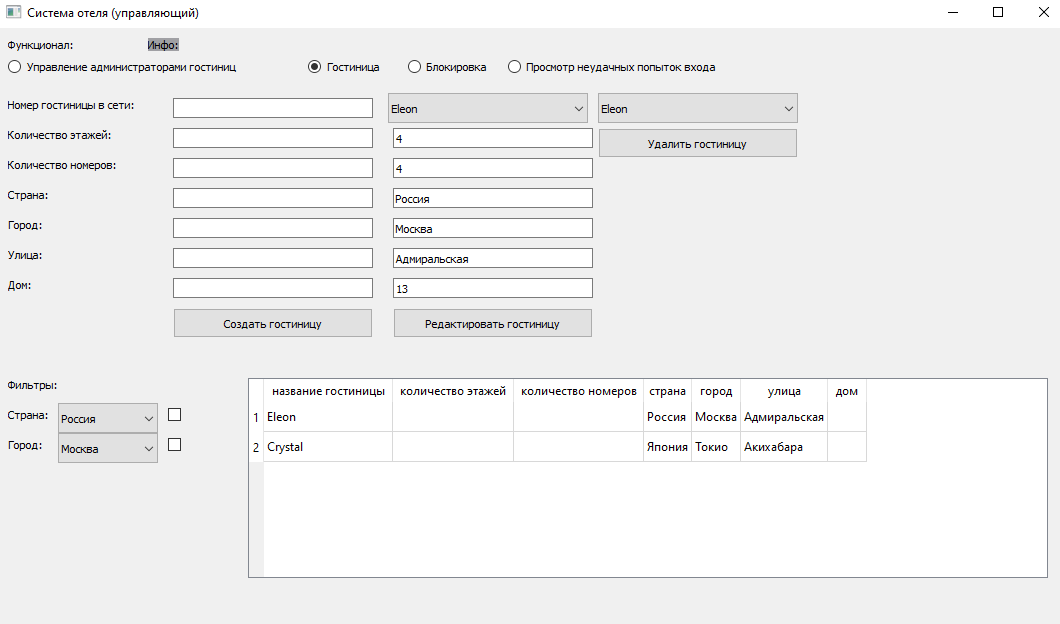 Система отеля (управляющий)
Функционал: Инфо:
Управление администраторами гостиниц Гостиница Блокировка Просмотр неудачных попыток входа
Номер гостиницы в сети: Eleon Eleon
Количество этажей: 4 Удалить гостиницу
Количество номеров: 4
Страна: Россия
Город: Москва
Улица: Адмиральская
Дом: 13
Создать гостиницу Редактировать гостиницу
Фильтры:
Страна: Россия
Город: Москва
название гостиницы количество этажей количество номеров страна город улица дом
1 Eleon Россия Москва Адмиральская
2 Crystal Япония Токио Акихабара